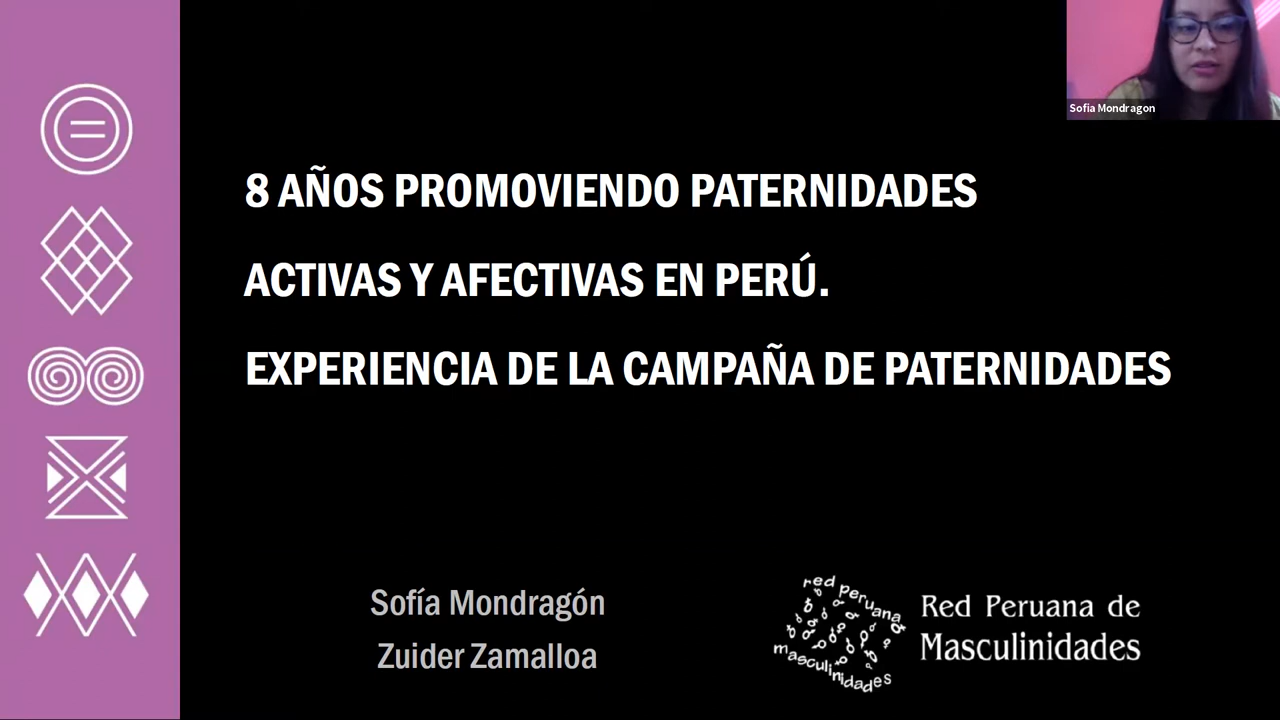 Sofia Mondragon
8 AÑOS PROMOVIENDO PATERNIDADES
ACTIVAS Y AFECTIVAS EN PERÚ.
EXPERIENCIA DE LA CAMPAÑA DE PATERNIDADES
Sofía Mondragón
Zuider Zamalloa
red peruana
masculinidades
Red Peruana de
Masculinidades